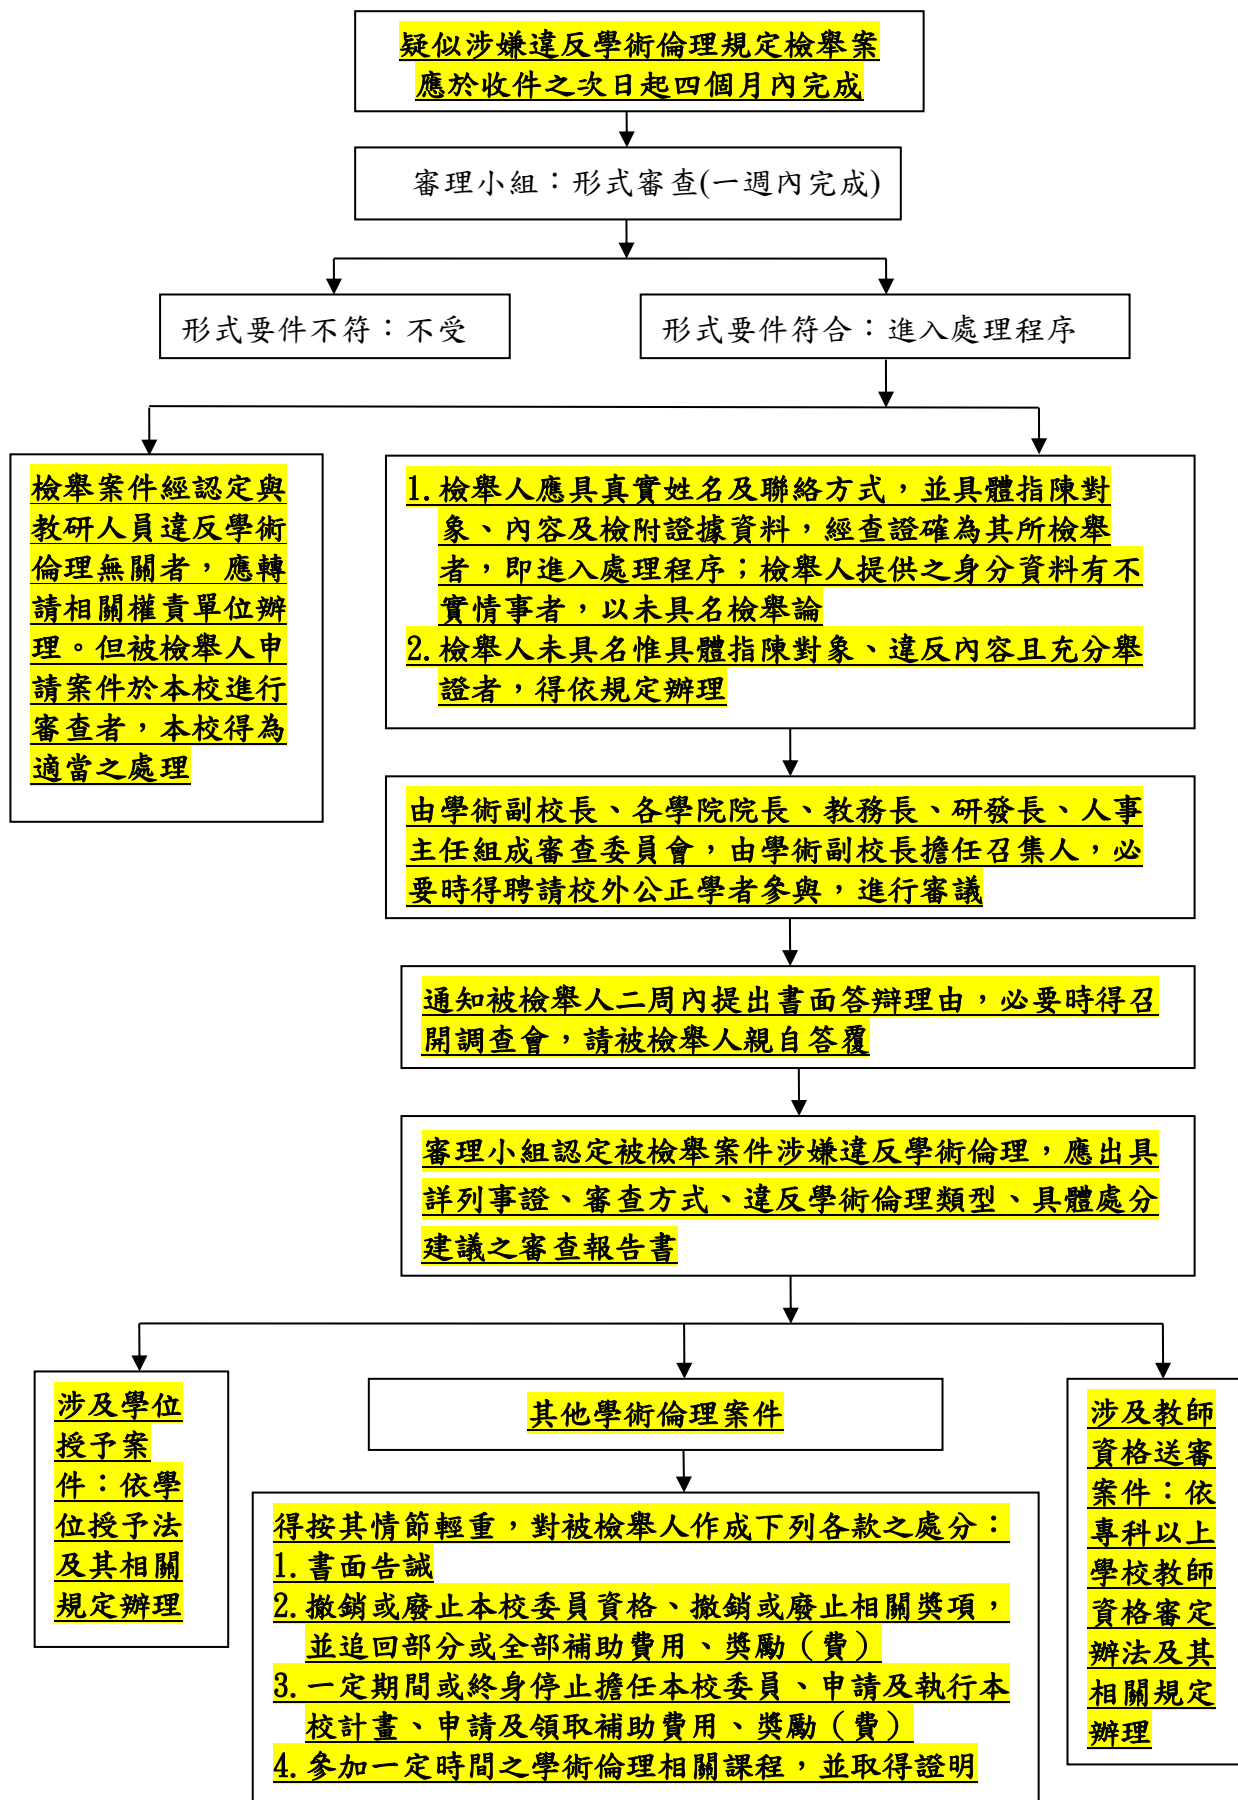 疑似涉嫌違反學術倫理規定檢舉案
應於收件之次日起四個月內完成
審理小組：形式審查(一週內完成)
形式要件不符：不受
形式要件符合：進入處理程序
檢舉案件經認定與
教研人員違反學術
倫理無關者，應轉
請相關權責單位辦
理。但被檢舉人申
請案件於本校進行
審查者，本校得為
適當之處理
1.檢舉人應具真實姓名及聯絡方式，並具體指陳對
象、內容及檢附證據資料，經查證確為其所檢舉
者，即進入處理程序；檢舉人提供之身分資料有不
實情事者，以未具名檢舉論
2.檢舉人未具名惟具體指陳對象、違反內容且充分舉
證者，得依規定辦理
由學術副校長、各學院院長、教務長、研發長、人事
主任組成審查委員會，由學術副校長擔任召集人，必
要時得聘請校外公正學者參與，進行審議
通知被檢舉人二周內提出書面答辯理由，必要時得召
開調查會，請被檢舉人親自答覆
審理小組認定被檢舉案件涉嫌違反學術倫理，應出具
詳列事證、審查方式、違反學術倫理類型、具體處分
建議之審查報告書
涉及學位
授予案
件：依學
位授予法
及其相關
規定辦理
其他學術倫理案件
得按其情節輕重，對被檢舉人作成下列各款之處分：
1.書面告誡
2.撤銷或廢止本校委員資格、撤銷或廢止相關獎項，
並追回部分或全部補助費用、獎勵（費）
3.一定期間或終身停止擔任本校委員、申請及執行本
校計畫、申請及領取補助費用、獎勵（費）
4.參加一定時間之學術倫理相關課程，並取得證明
涉及教師
資格送審
案件：依
專科以上
學校教師
資格審定
辦法及其
相關規定
辦理